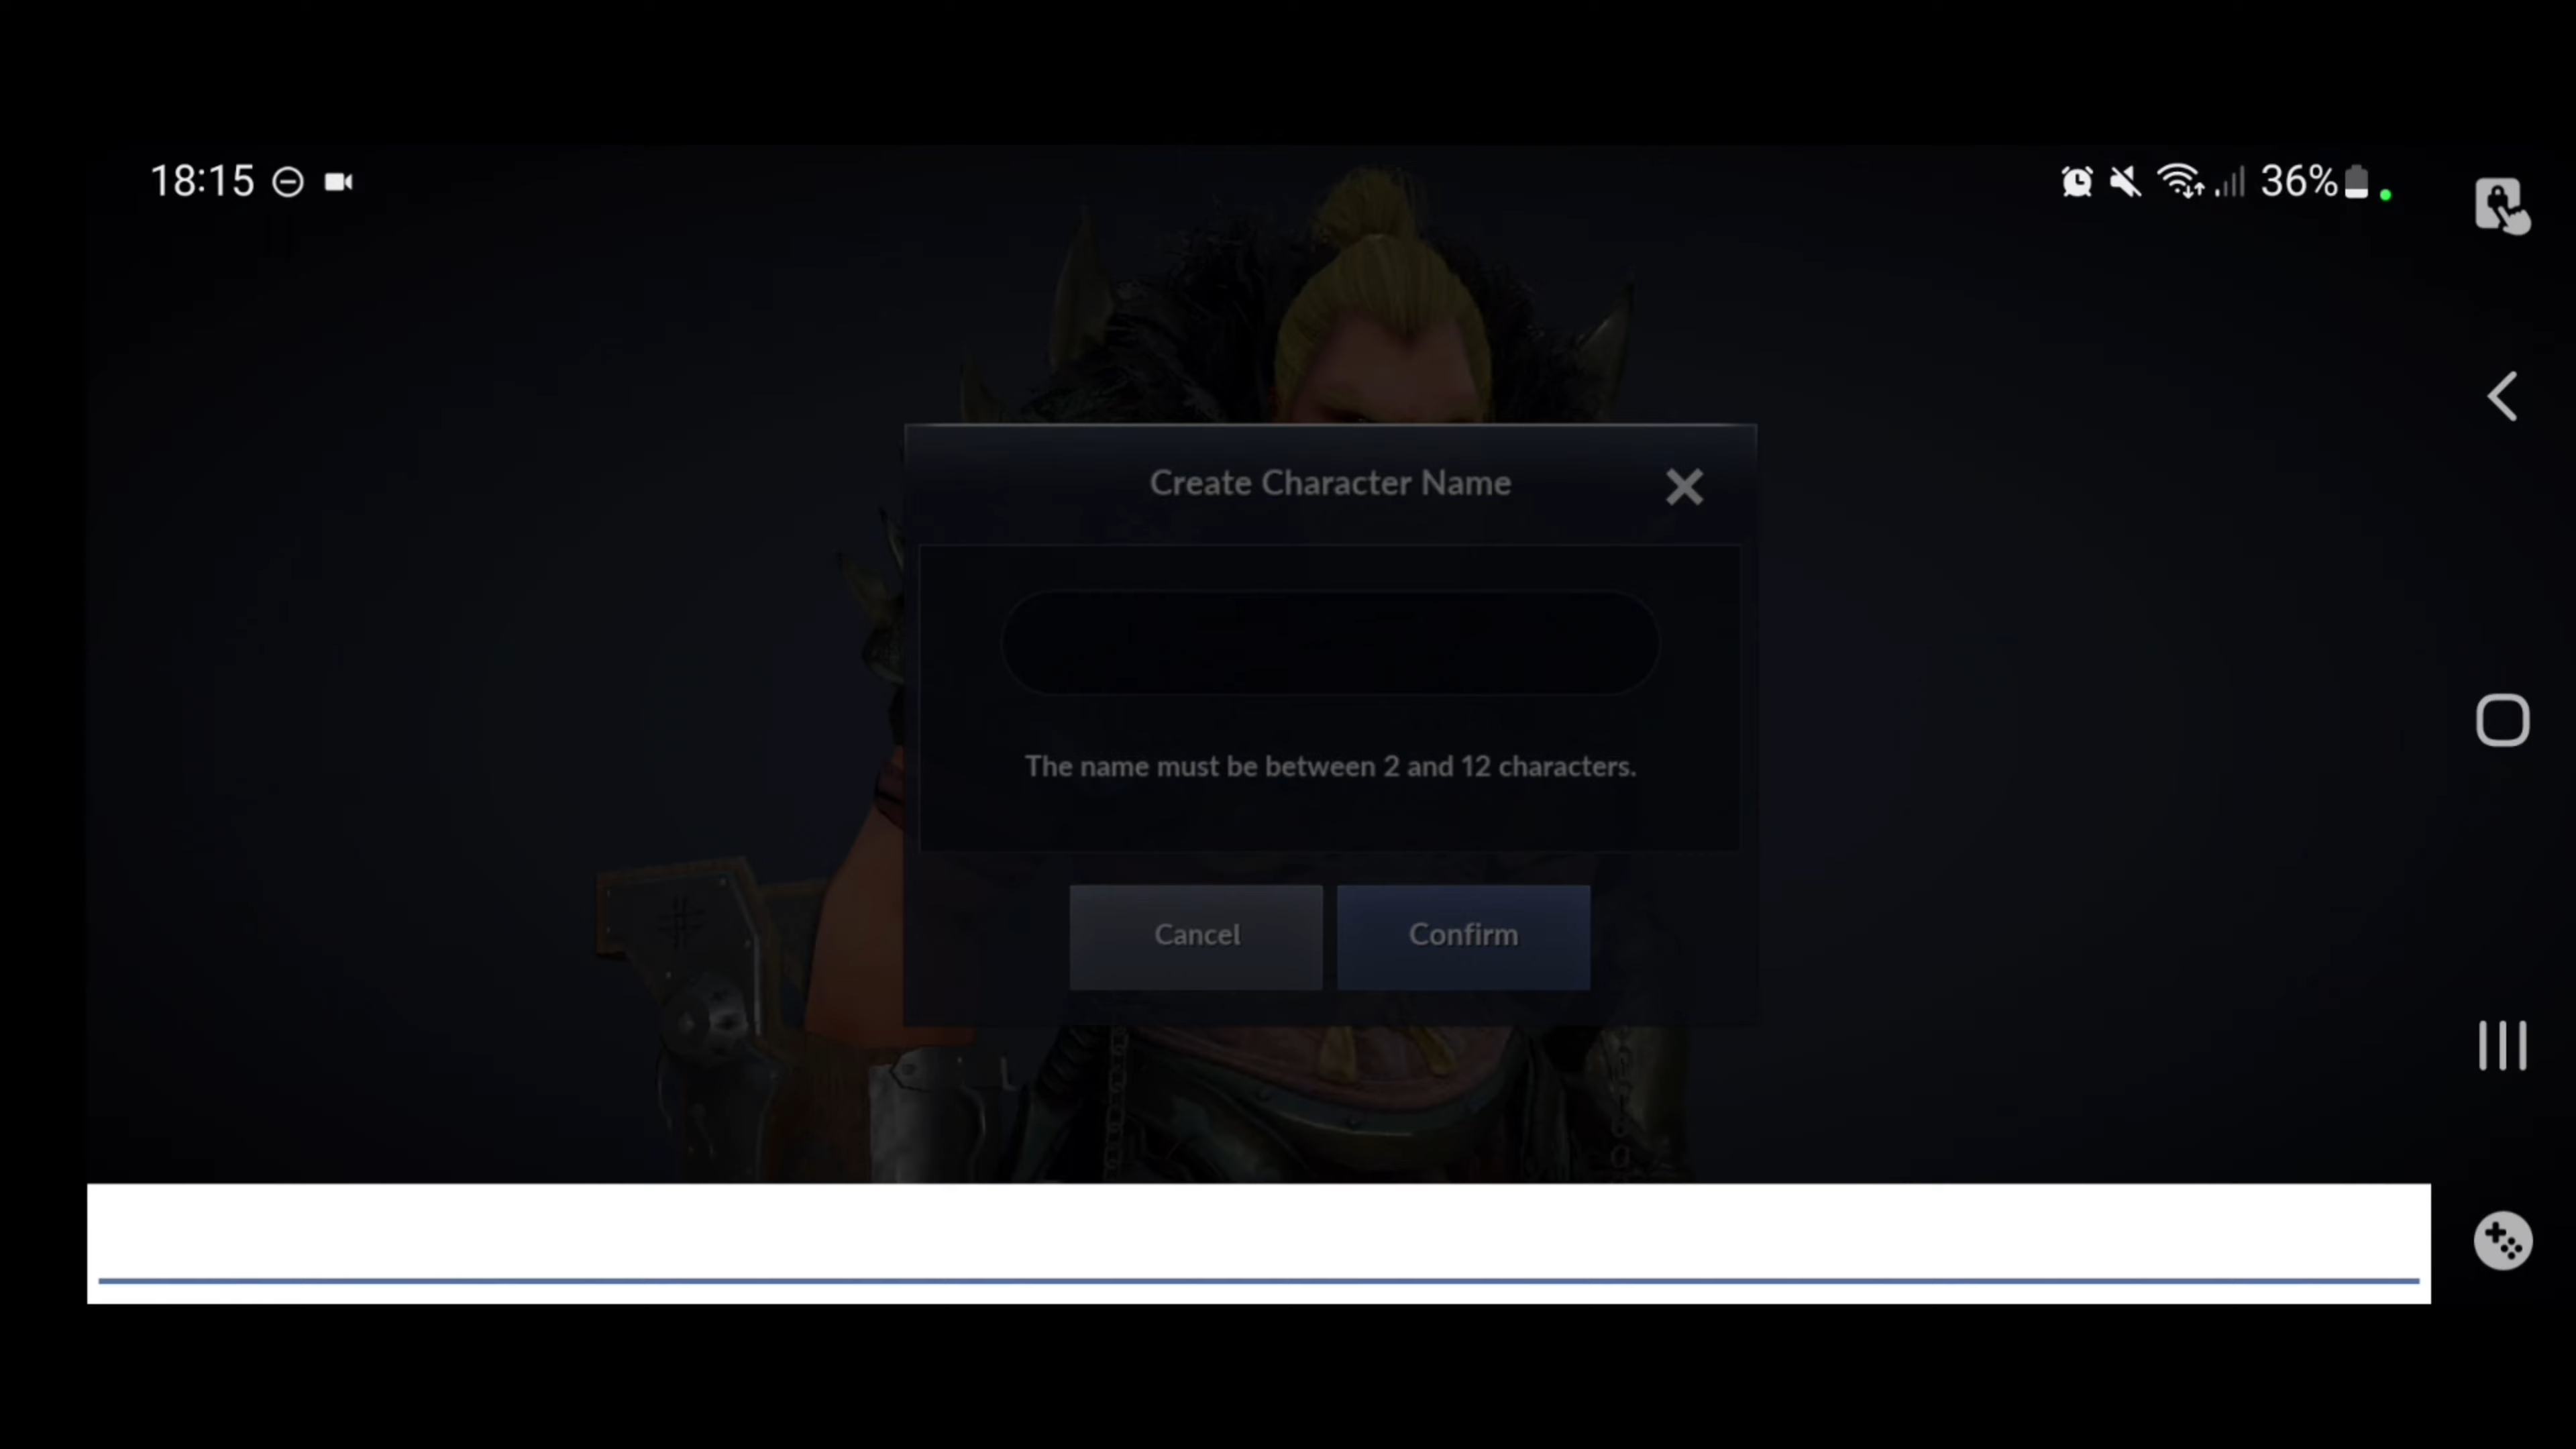 18:15
36%
Create Character Name
The name must be between 2 and 12 characters.
Cancel
Confirm